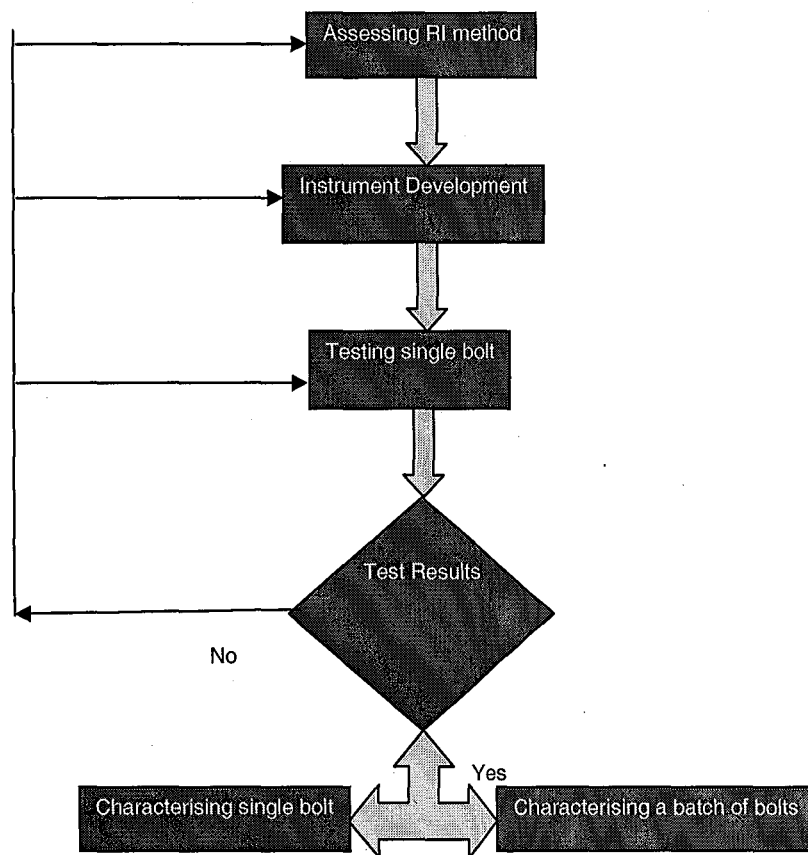 Assessing RI method
Instrument Development
Testing single bolt
Test Results
No
Yes
Characterising single bolt
Characterising a batch of bolts